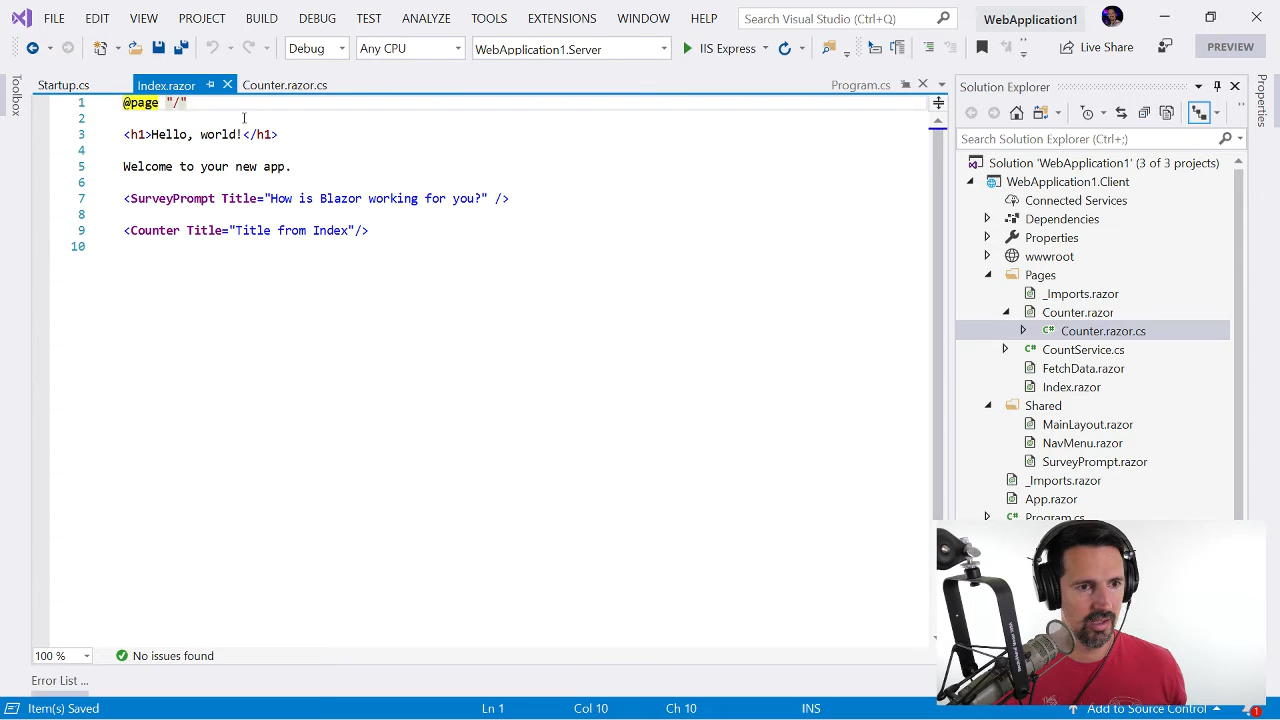 FILE EDIT VIEW PROJECT BUILD DEBUG TEST ANALYZE TOOLS EXTENSIONS WINDOW HELP Search Visual Studio (Ctrl+Q) WebApplication1
Debug Any CPU WebApplication1.Server IIS Express Live Share PREVIEW
Startup.cs Index.razor Counter.razor.cs Program.cs
Toolbox
Properties
1 @page "/"
2
3 <h1>Hello, world!</h1>
4
5 Welcome to your new app.
6
7 <SurveyPrompt Title="How is Blazor working for you?" />
8
9 <Counter Title="Title from Index"/>
10
100 % No issues found
Error List ...
Solution Explorer
Search Solution Explorer (Ctrl+;)
Solution 'WebApplication1' (3 of 3 projects)
WebApplication1.Client
Connected Services
Dependencies
Properties
wwwroot
Pages
_Imports.razor
Counter.razor
C# Counter.razor.cs
C# CountService.cs
FetchData.razor
Index.razor
Shared
MainLayout.razor
NavMenu.razor
SurveyPrompt.razor
_Imports.razor
App.razor
C# Program.cs
Item(s) Saved Ln 1 Col 10 Ch 10 INS Add to Source Control 1